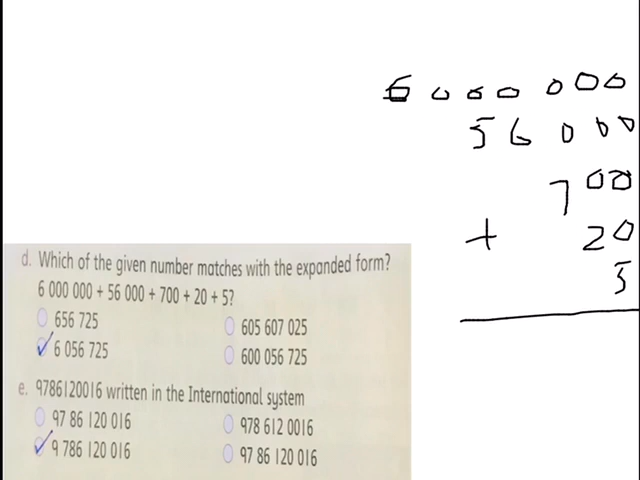 6 000 000
56 000
700
+ 20
5
d. Which of the given number matches with the expanded form?
6 000 000 + 56 000 + 700 + 20 + 5?
656 725 605 607 025
6 056 725 600 056 725
e. 9786120016 written in the International system
97 86 120 016 978 612 0016
9 786 120 016 97 86 120 016